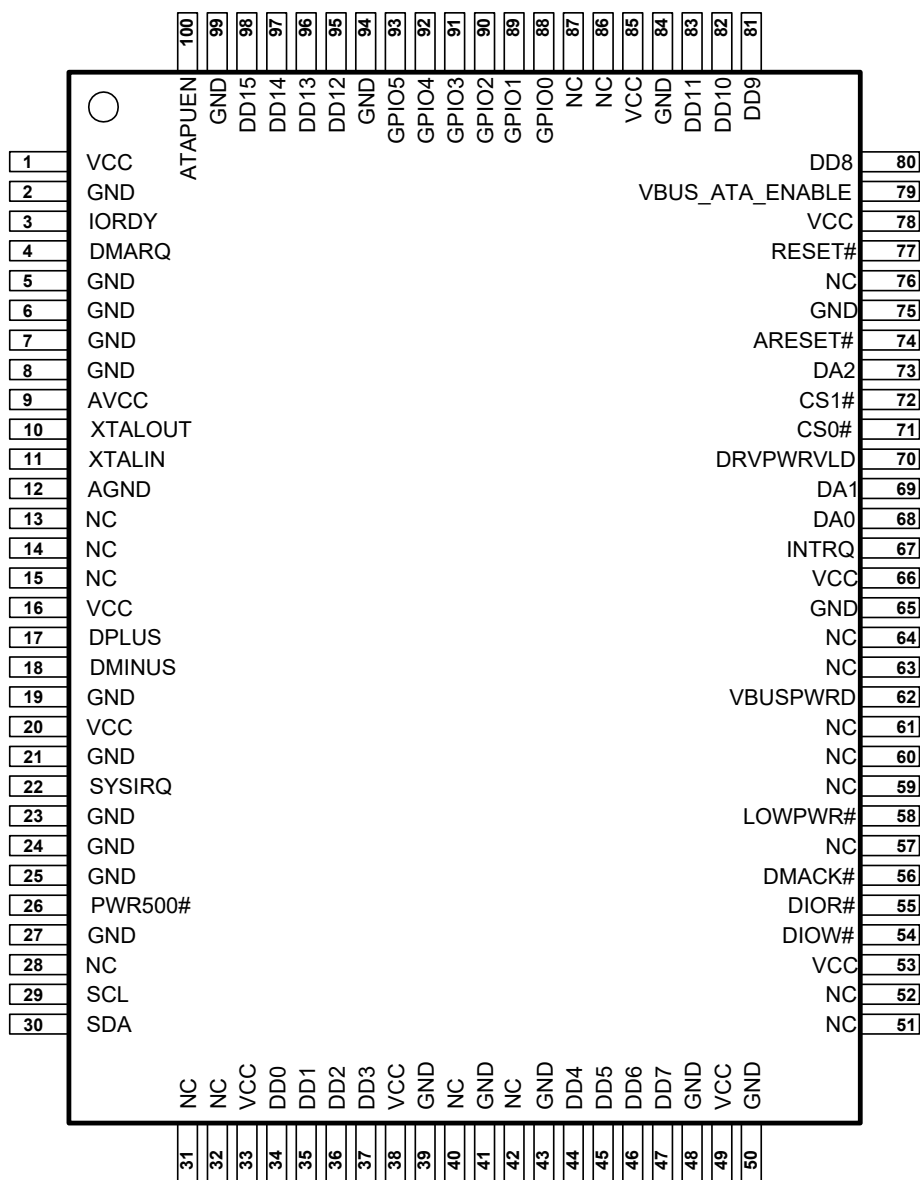 100 99 98 97 96 95 94 93 92 91 90 89 88 87 86 85 84 83 82 81
ATAPUEN GND DD15 DD14 DD13 DD12 GND GPIO5 GPIO4 GPIO3 GPIO2 GPIO1 GPIO0 NC NC VCC GND DD11 DD10 DD9
1 VCC DD8 80
2 GND VBUS_ATA_ENABLE 79
3 IORDY VCC 78
4 DMARQ RESET# 77
5 GND NC 76
6 GND GND 75
7 GND ARESET# 74
8 GND DA2 73
9 AVCC CS1# 72
10 XTALOUT CS0# 71
11 XTALIN DRVPWRVLD 70
12 AGND DA1 69
13 NC DA0 68
14 NC INTRQ 67
15 NC VCC 66
16 VCC GND 65
17 DPLUS NC 64
18 DMINUS NC 63
19 GND VBUSPWRD 62
20 VCC NC 61
21 GND NC 60
22 SYSIRQ NC 59
23 GND LOWPWR# 58
24 GND NC 57
25 GND DMACK# 56
26 PWR500# DIOR# 55
27 GND DIOW# 54
28 NC VCC 53
29 SCL NC 52
30 SDA NC 51
NC NC VCC DD0 DD1 DD2 DD3 VCC GND NC GND NC GND DD4 DD5 DD6 DD7 GND VCC GND
31 32 33 34 35 36 37 38 39 40 41 42 43 44 45 46 47 48 49 50